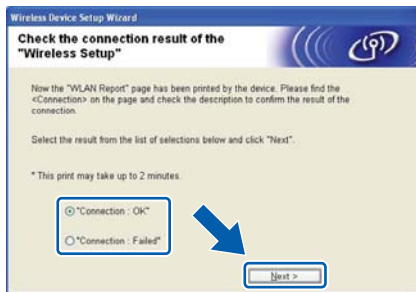 Wireless Device Setup Wizard
Check the connection result of the
"Wireless Setup"
Now the "WLAN Report" page has been printed by the device. Please find the
<Connection> on the page and check the description to confirm the result of the
connection.
Select the result from the list of selections below and click "Next".
* This print may take up to 2 minutes.
"Connection : OK"
"Connection : Failed"
Next >